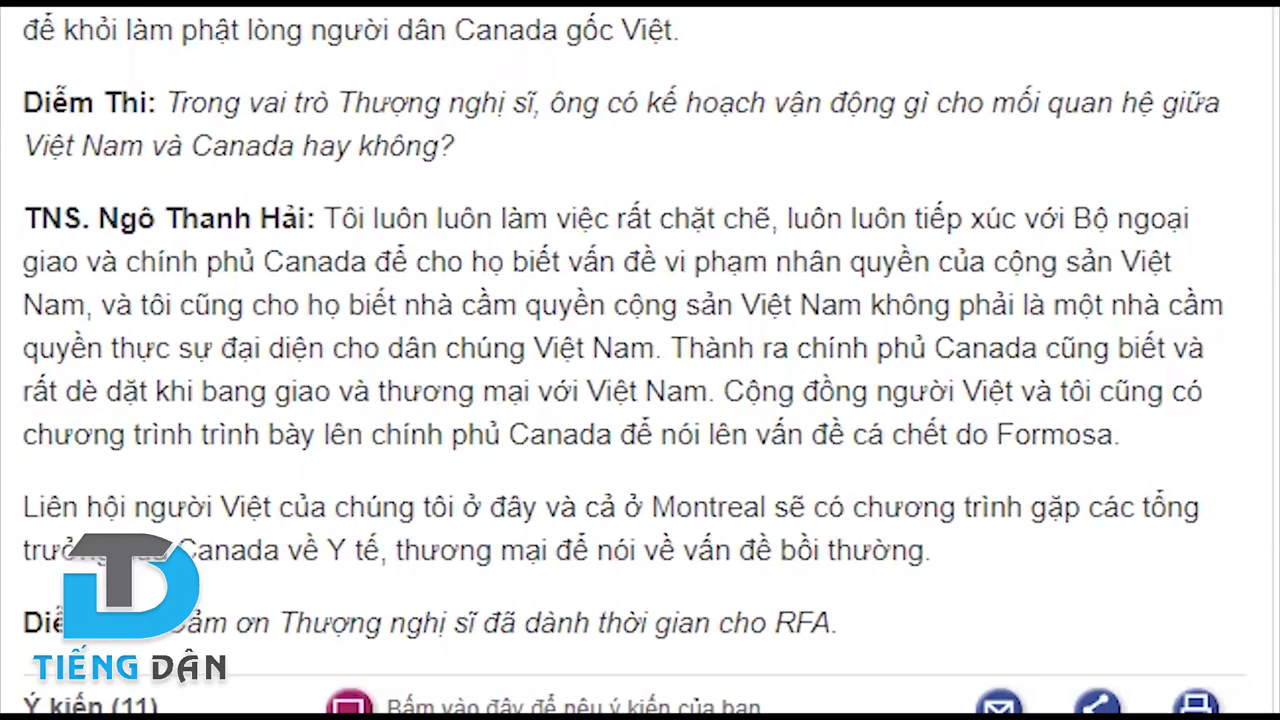 để khỏi làm phật lòng người dân Canada gốc Việt.
Diễm Thi: Trong vai trò Thượng nghị sĩ, ông có kế hoạch vận động gì cho mối quan hệ giữa
Việt Nam và Canada hay không?
TNS. Ngô Thanh Hải: Tôi luôn luôn làm việc rất chặt chẽ, luôn luôn tiếp xúc với Bộ ngoại
giao và chính phủ Canada để cho họ biết vấn đề vi phạm nhân quyền của cộng sản Việt
Nam, và tôi cũng cho họ biết nhà cầm quyền cộng sản Việt Nam không phải là một nhà cầm
quyền thực sự đại diện cho dân chúng Việt Nam. Thành ra chính phủ Canada cũng biết và
rất dè dặt khi bang giao và thương mại với Việt Nam. Cộng đồng người Việt và tôi cũng có
chương trình trình bày lên chính phủ Canada để nói lên vấn đề cá chết do Formosa.
Liên hội người Việt của chúng tôi ở đây và cả ở Montreal sẽ có chương trình gặp các tổng
Canada về Y tế, thương mại để nói về vấn đề bồi thường.
ơn Thượng nghị sĩ đã dành thời gian cho RFA.
TD
TIẾNG DÂN
Ý kiến (11)
Bấm vào đây để nêu ý kiến của bạn